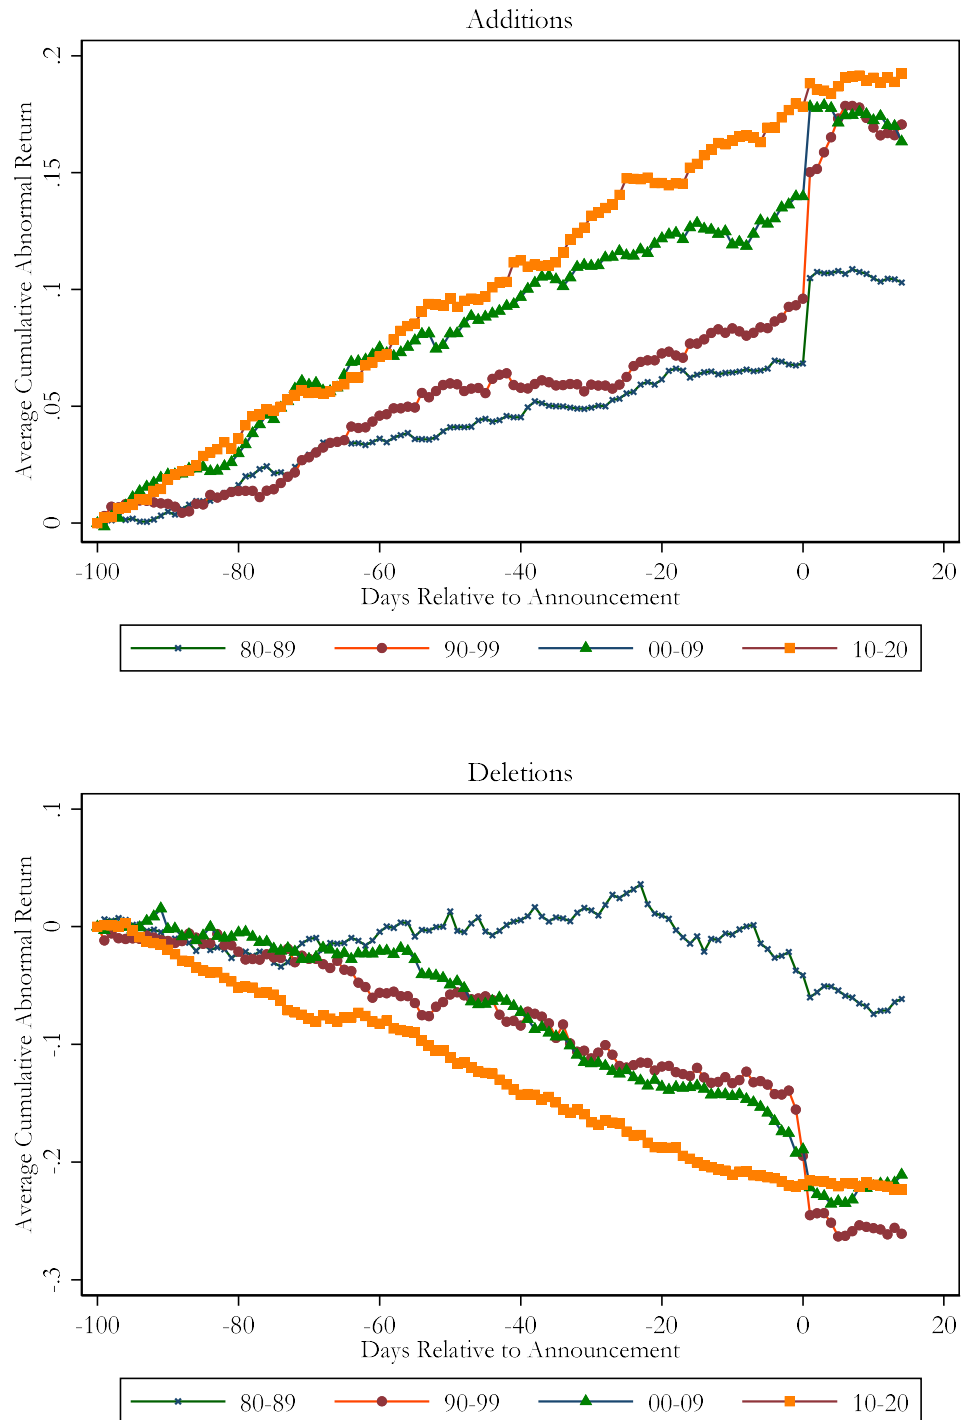 Additions
Average Cumulative Abnormal Return
.2
.15
.1
.05
0
-100 -80 -60 -40 -20 0 20
Days Relative to Announcement
80-89 90-99 00-09 10-20
Deletions
Average Cumulative Abnormal Return
.1
0
-.1
-.2
-.3
-100 -80 -60 -40 -20 0 20
Days Relative to Announcement
80-89 90-99 00-09 10-20